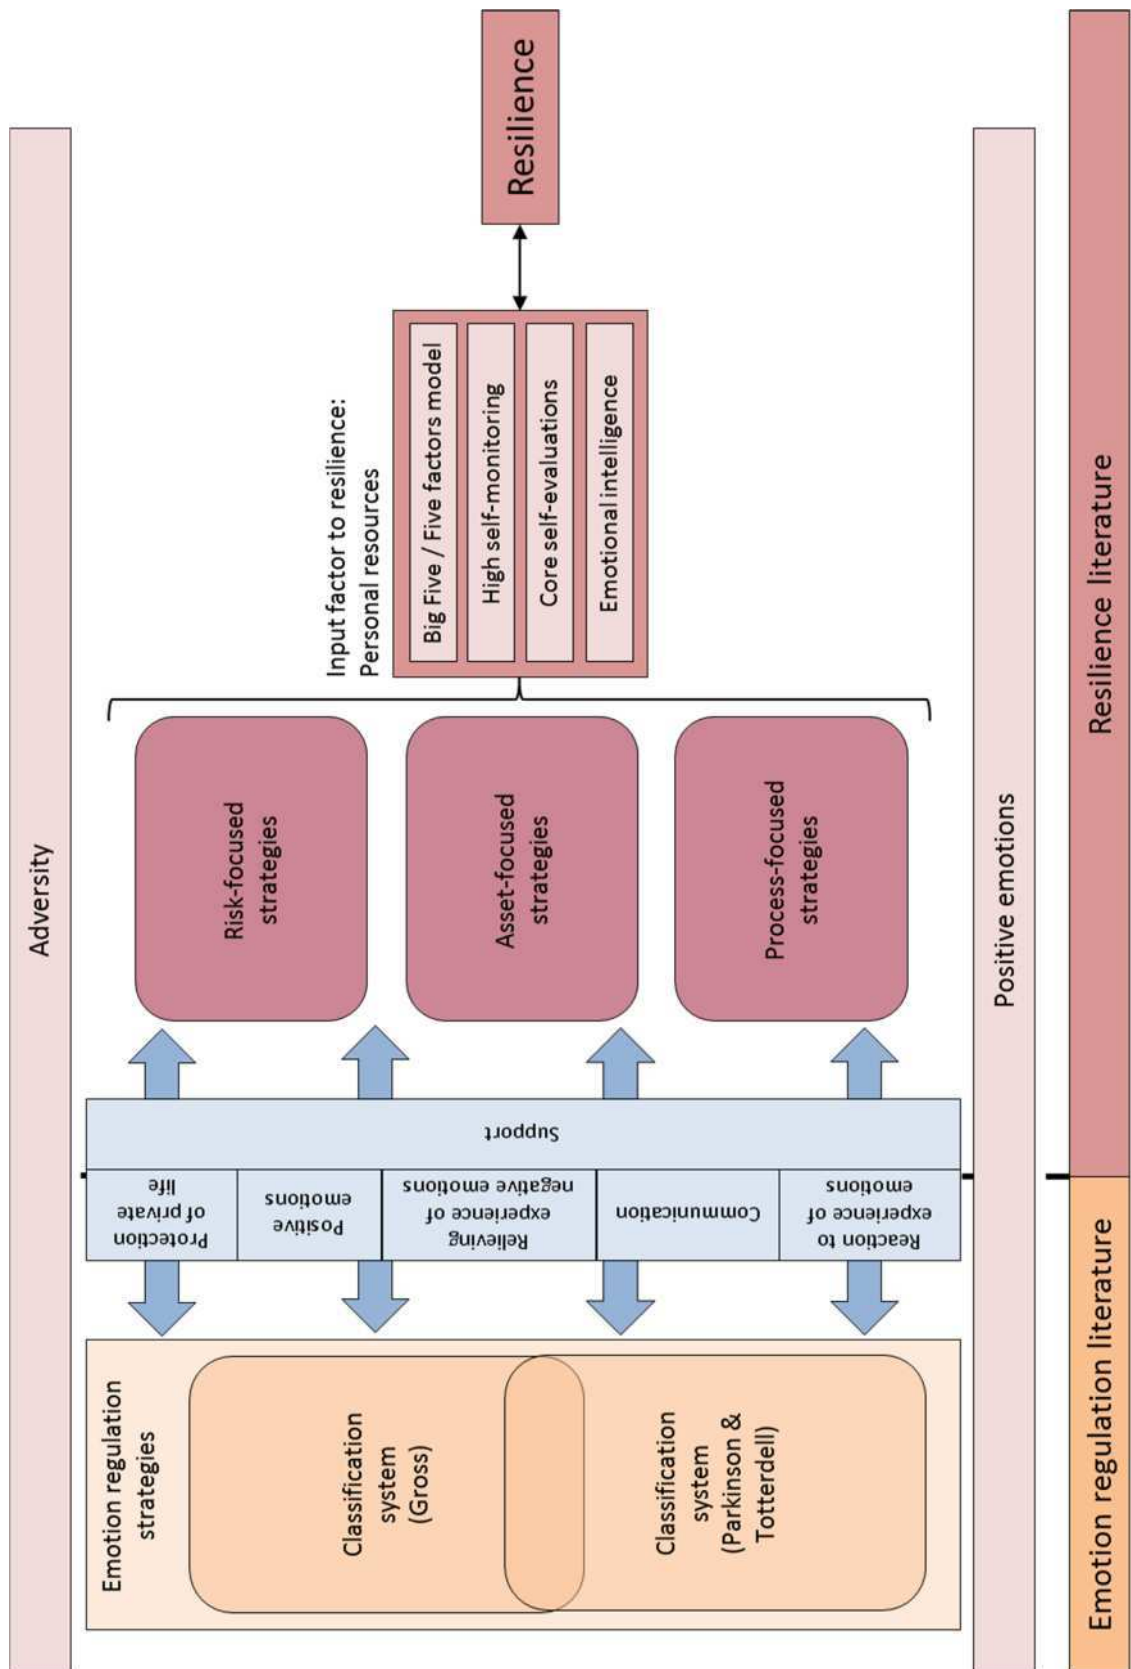 Adversity
Emotion regulation
strategies
Classification
system
(Gross)
Classification
system
(Parkinson &
Totterdell)
Protection
of private
life
Positive
emotions
Relieving
experience of
negative emotions
Communication
Reaction to
experience of
emotions
Support
Risk-focused
strategies
Asset-focused
strategies
Process-focused
strategies
Input factor to resilience:
Personal resources
Big Five / Five factors model
High self-monitoring
Core self-evaluations
Emotional intelligence
Resilience
Positive emotions
Emotion regulation literature
Resilience literature